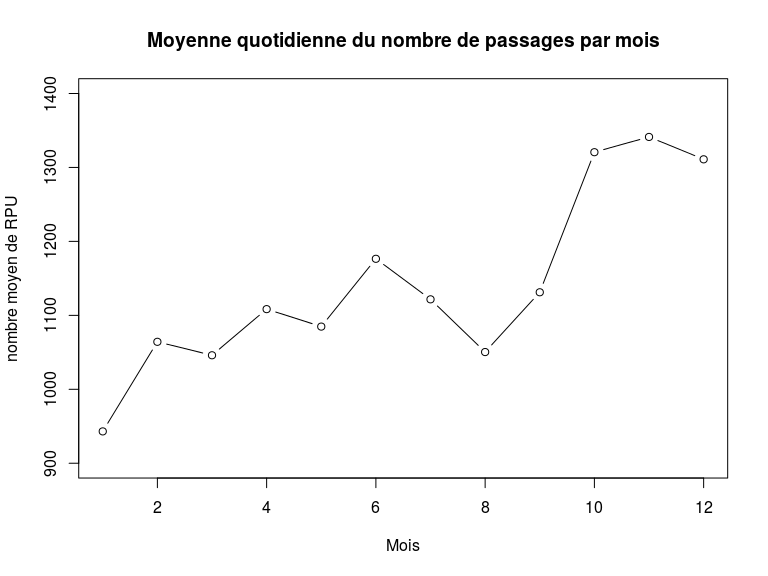 Moyenne quotidienne du nombre de passages par mois
nombre moyen de RPU
1400
1300
1200
1100
1000
900
2 4 6 8 10 12
Mois